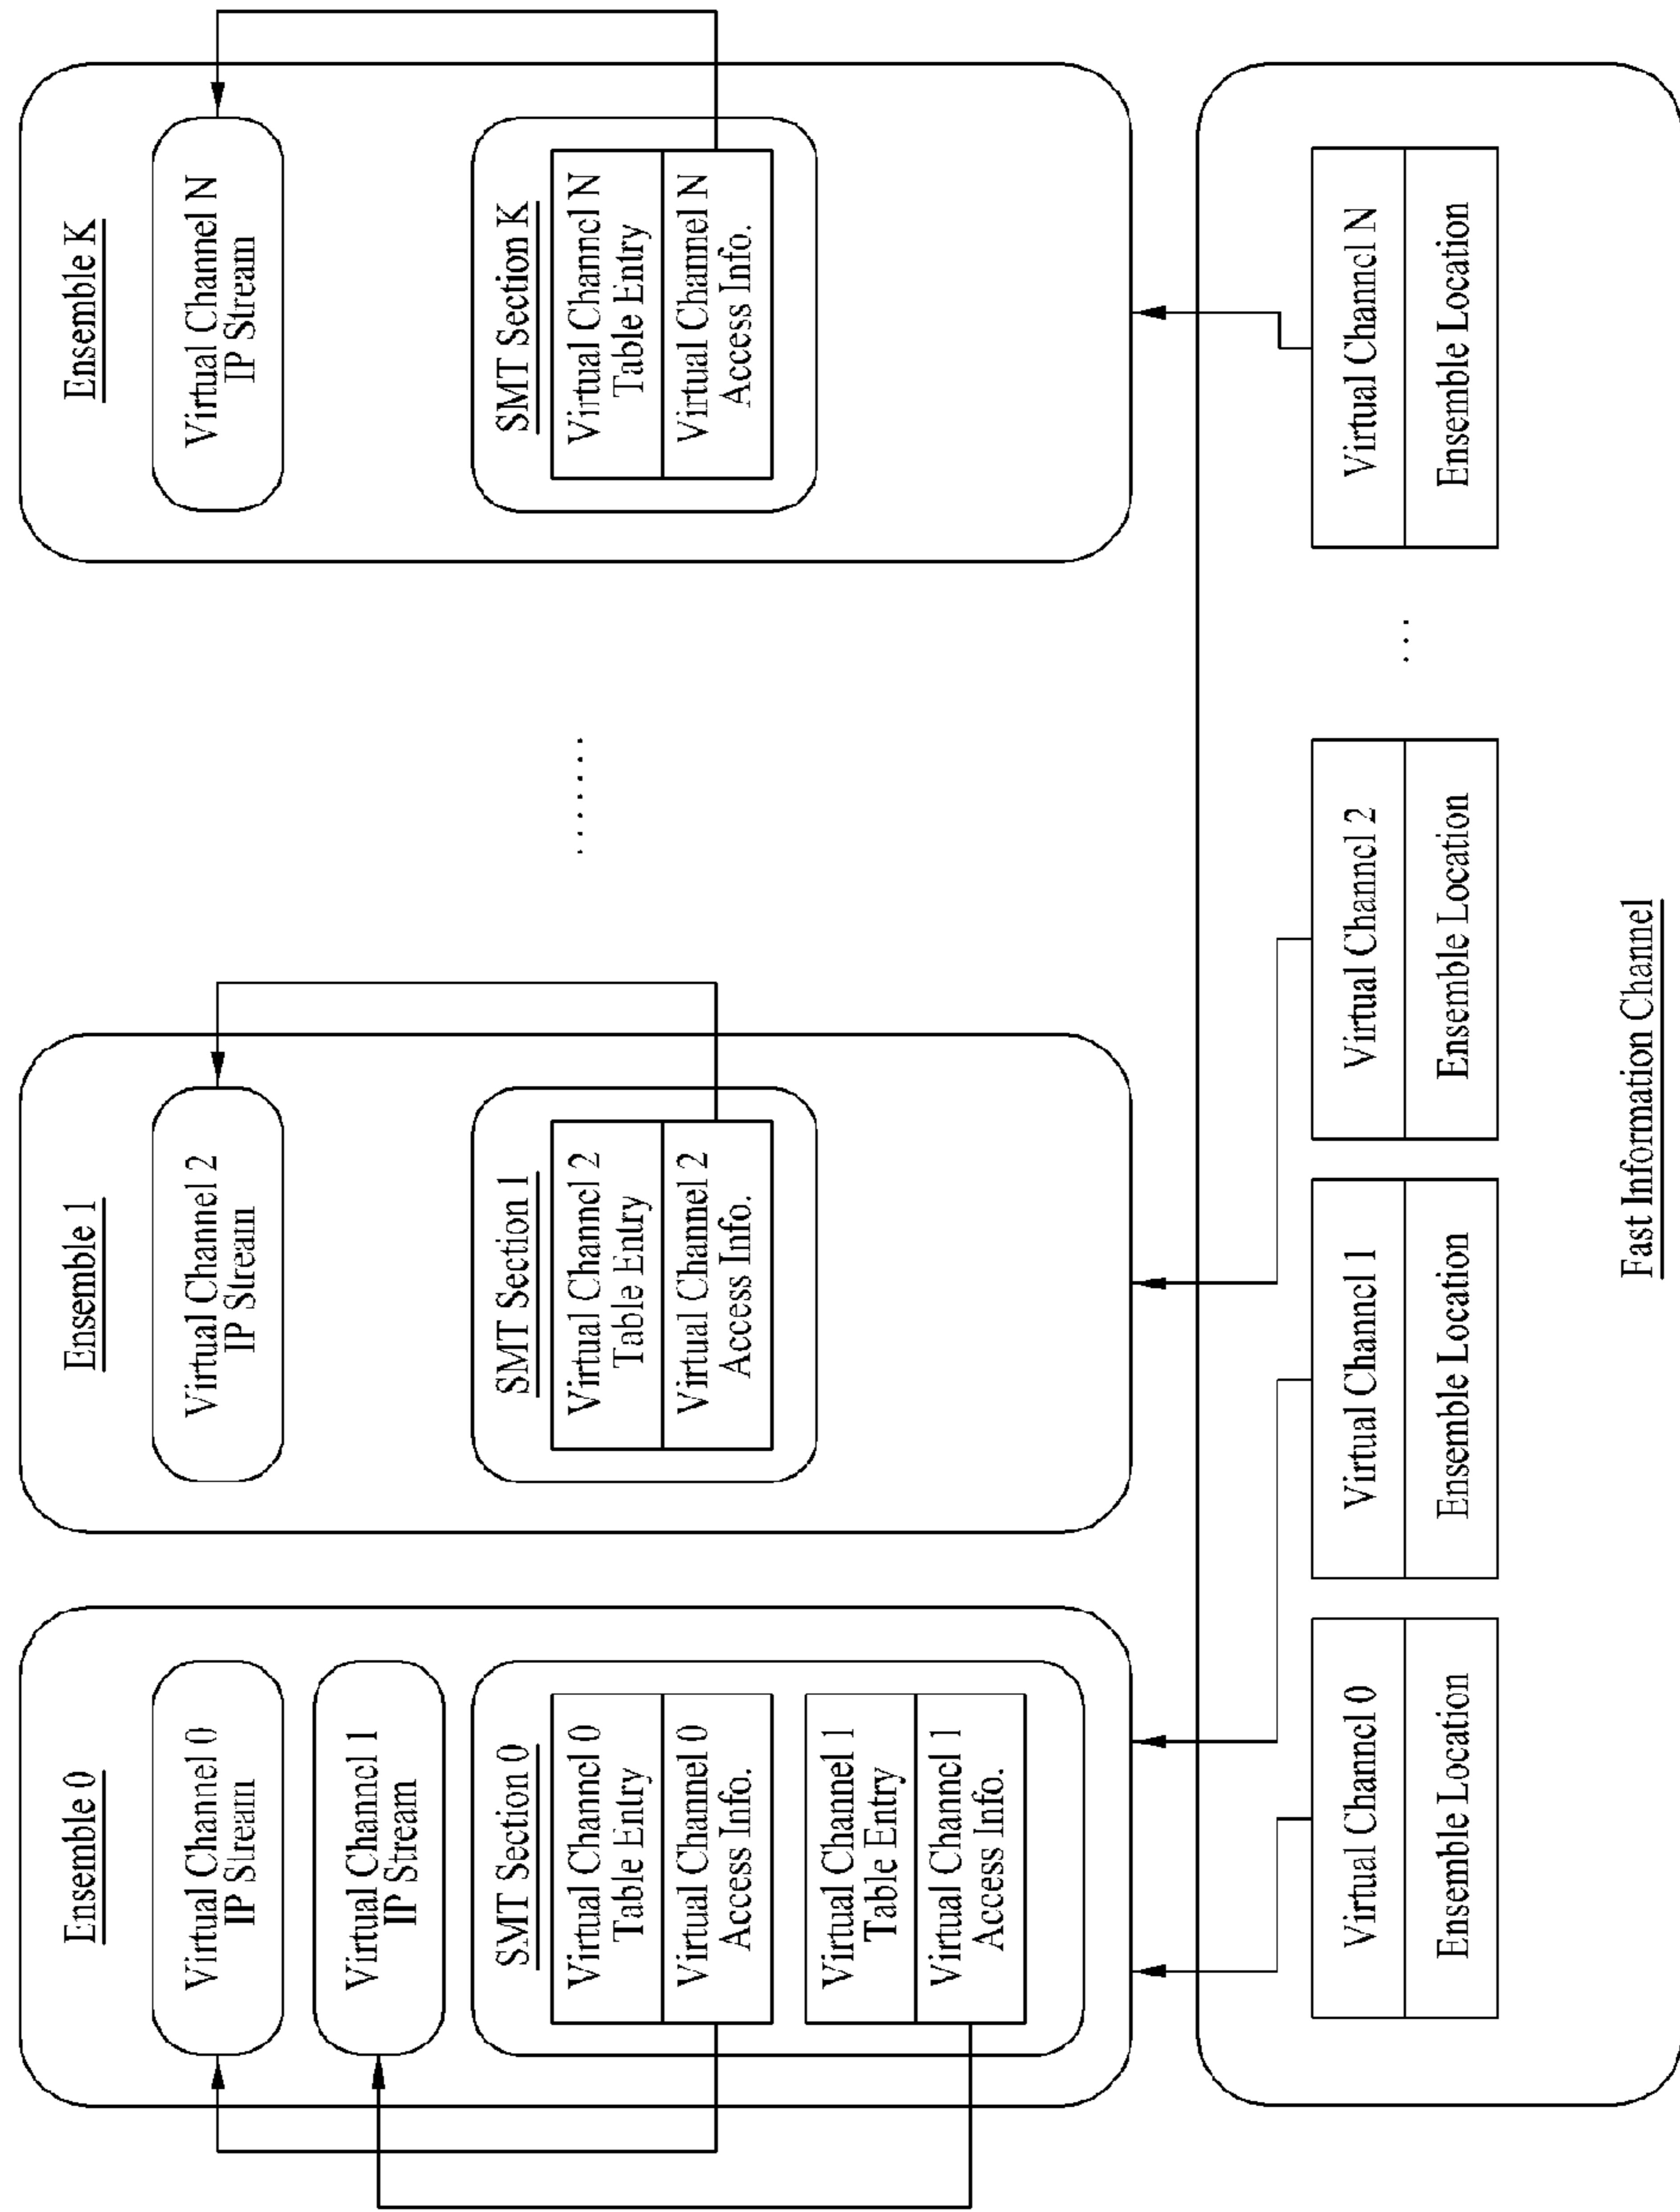 Ensemble 0
Virtual Channel 0
IP Stream
Virtual Channel 1
IP Stream
SMT Section 0
Virtual Channel 0
Table Entry
Virtual Channel 0
Access Info.
Virtual Channel 1
Table Entry
Virtual Channel 1
Access Info.
Ensemble 1
Virtual Channel 2
IP Stream
SMT Section 1
Virtual Channel 2
Table Entry
Virtual Channel 2
Access Info.
.......
Ensemble K
Virtual Channel N
IP Stream
SMT Section K
Virtual Channel N
Table Entry
Virtual Channel N
Access Info.
Virtual Channel 0
Ensemble Location
Virtual Channel 1
Ensemble Location
Virtual Channel 2
Ensemble Location
...
Virtual Channel N
Ensemble Location
Fast Information Channel